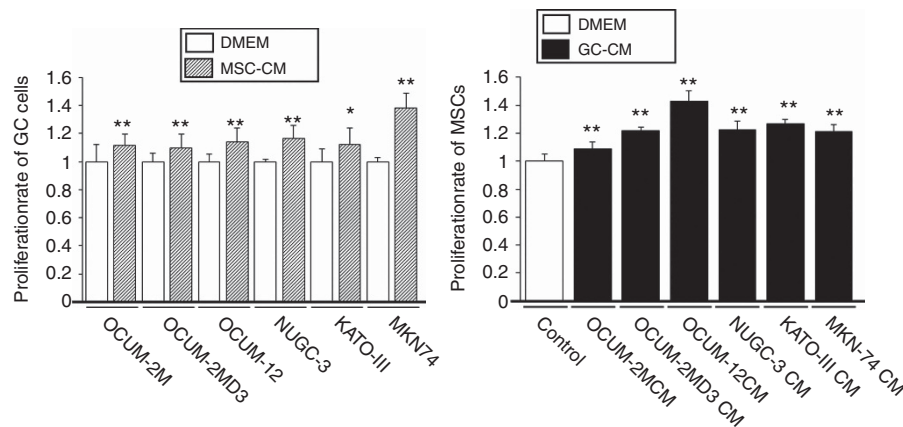 DMEM
MSC-CM
Proliferationrate of GC cells
1.6
1.4
1.2
1
0.8
0.6
0.4
0.2
0
** ** ** ** * **
OCUM-2M
OCUM-2MD3
OCUM-12
NUGC-3
KATO-III
MKN74
DMEM
GC-CM
Proliferationrate of MSCs
1.6
1.4
1.2
1
0.8
0.6
0.4
0.2
0
** ** ** ** ** **
Control
OCUM-2MCM
OCUM-2MD3 CM
OCUM-12CM
NUGC-3 CM
KATO-III CM
MKN-74 CM